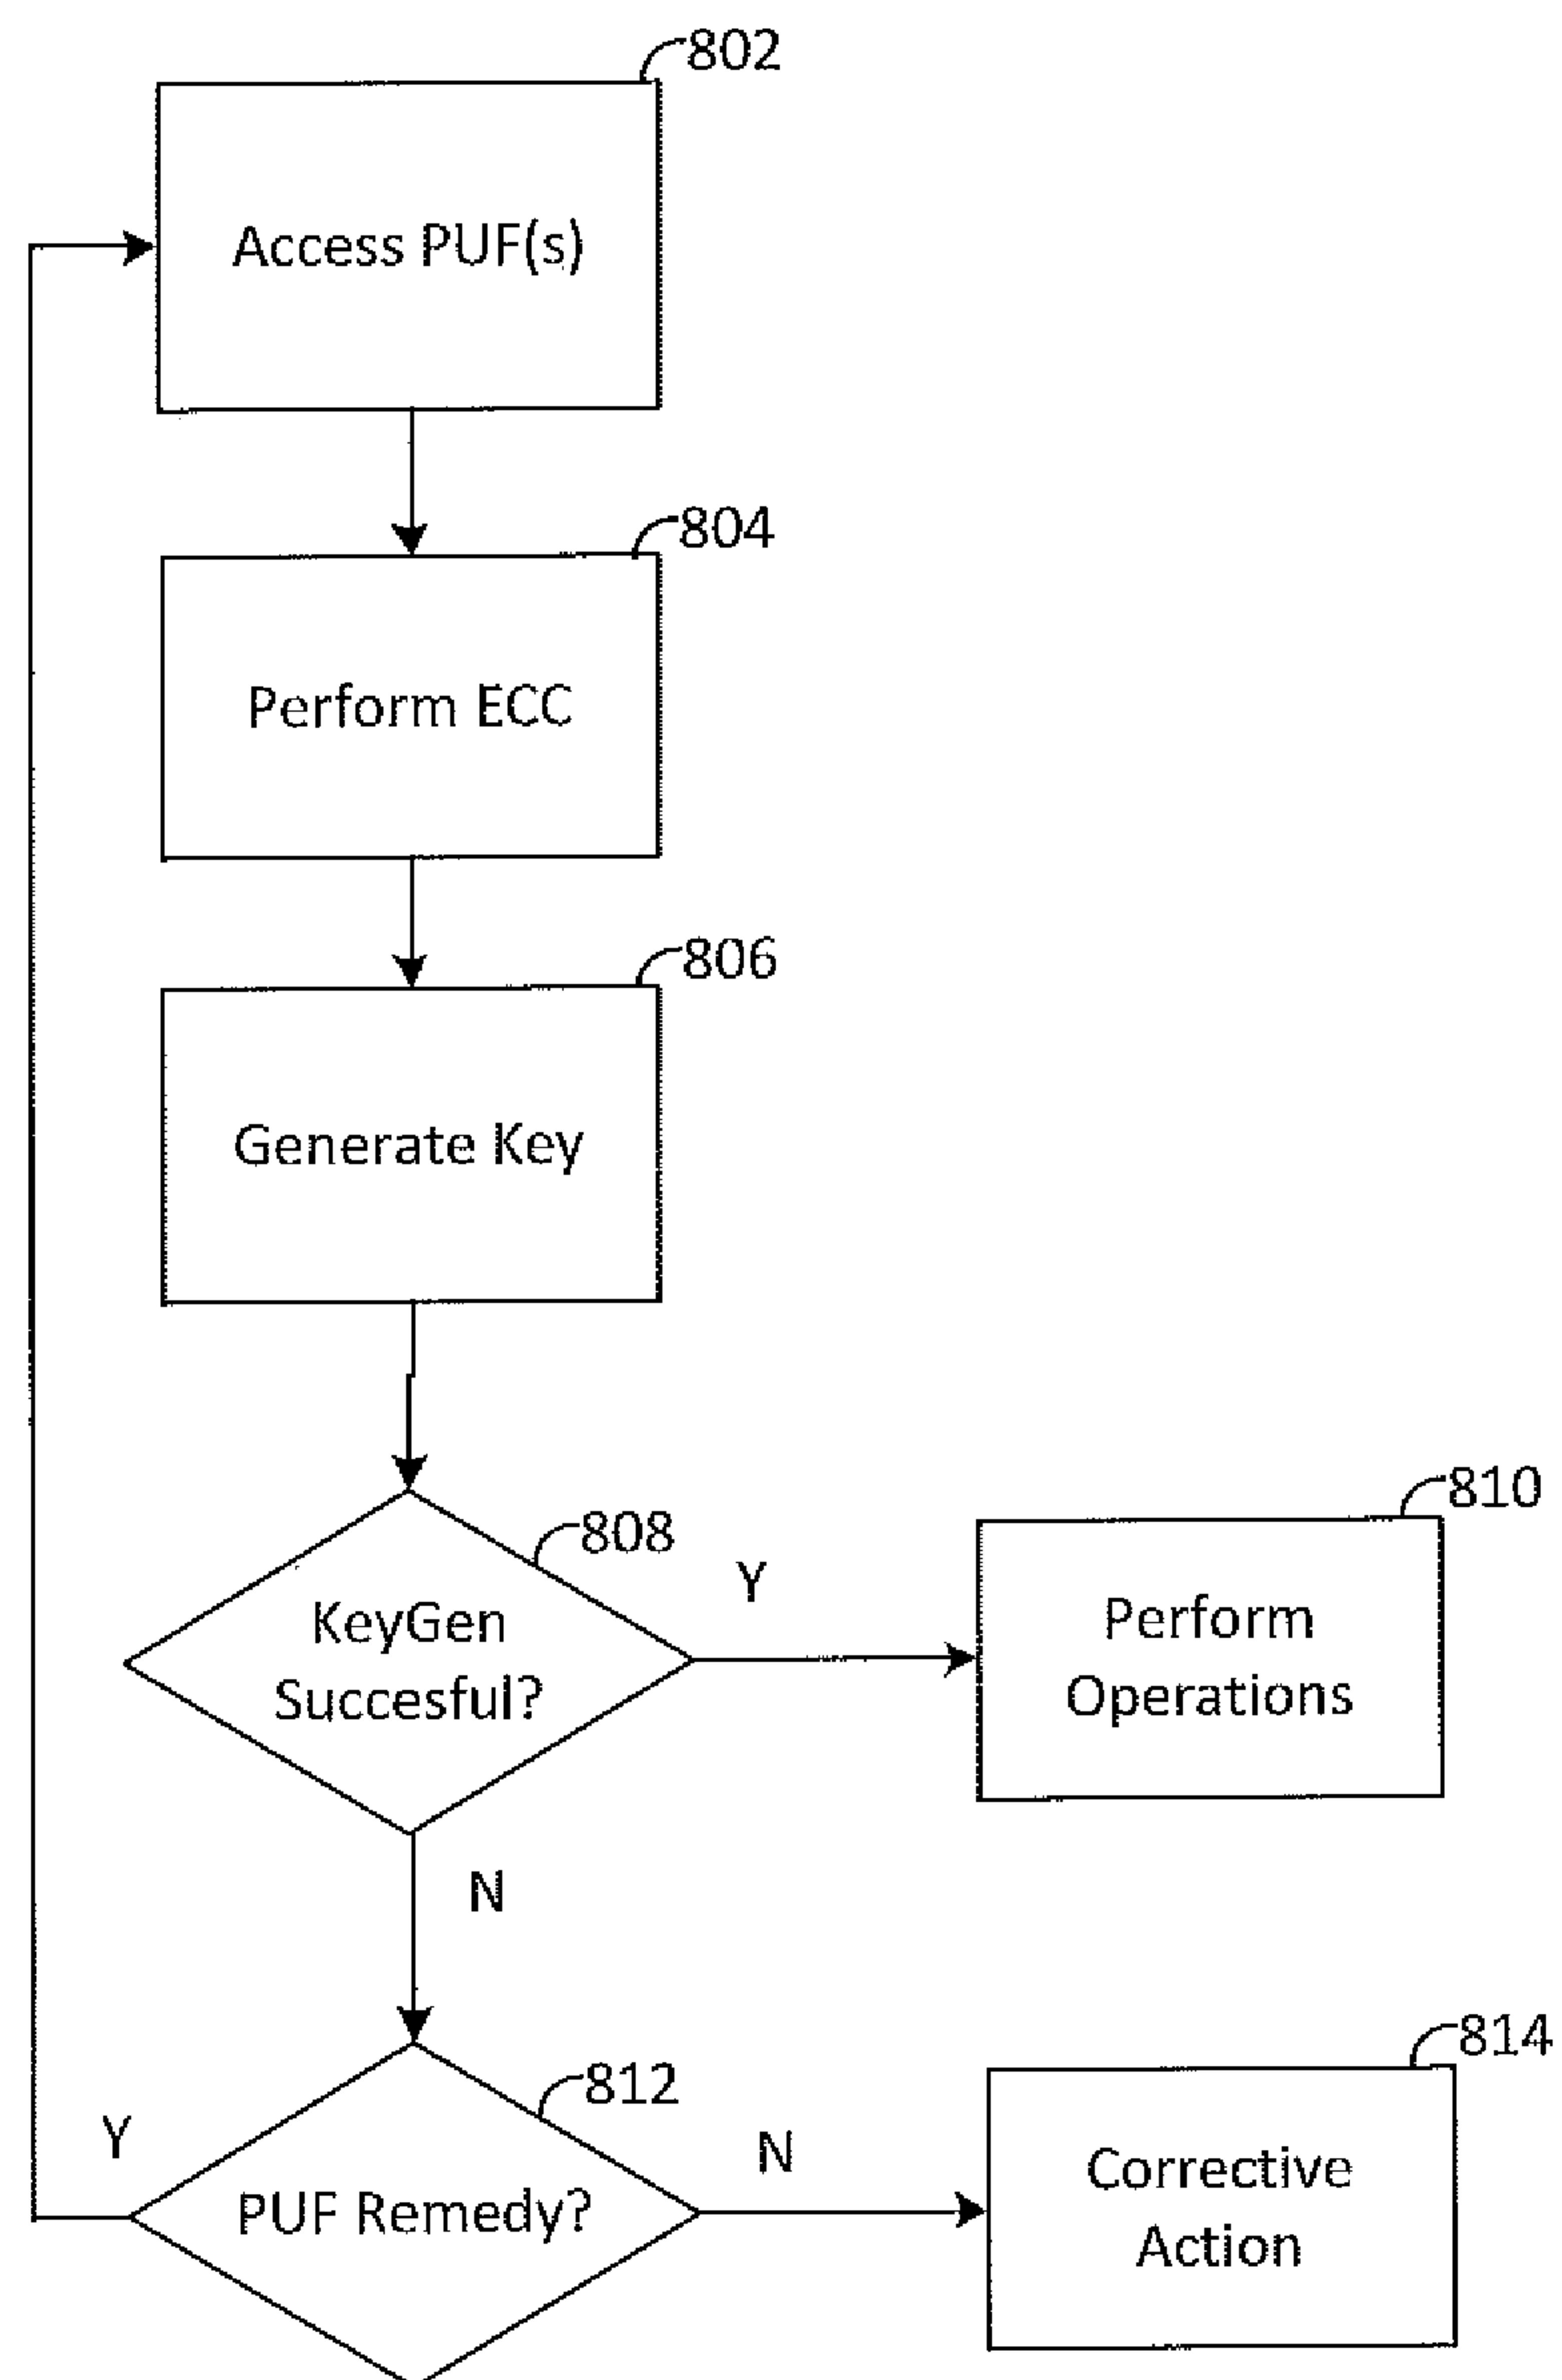 802
Access PUF(s)
804
Perform ECC
806
Generate Key
808
KeyGen
Succesful?
Y
810
Perform
Operations
N
812
PUF Remedy?
Y
N
814
Corrective
Action